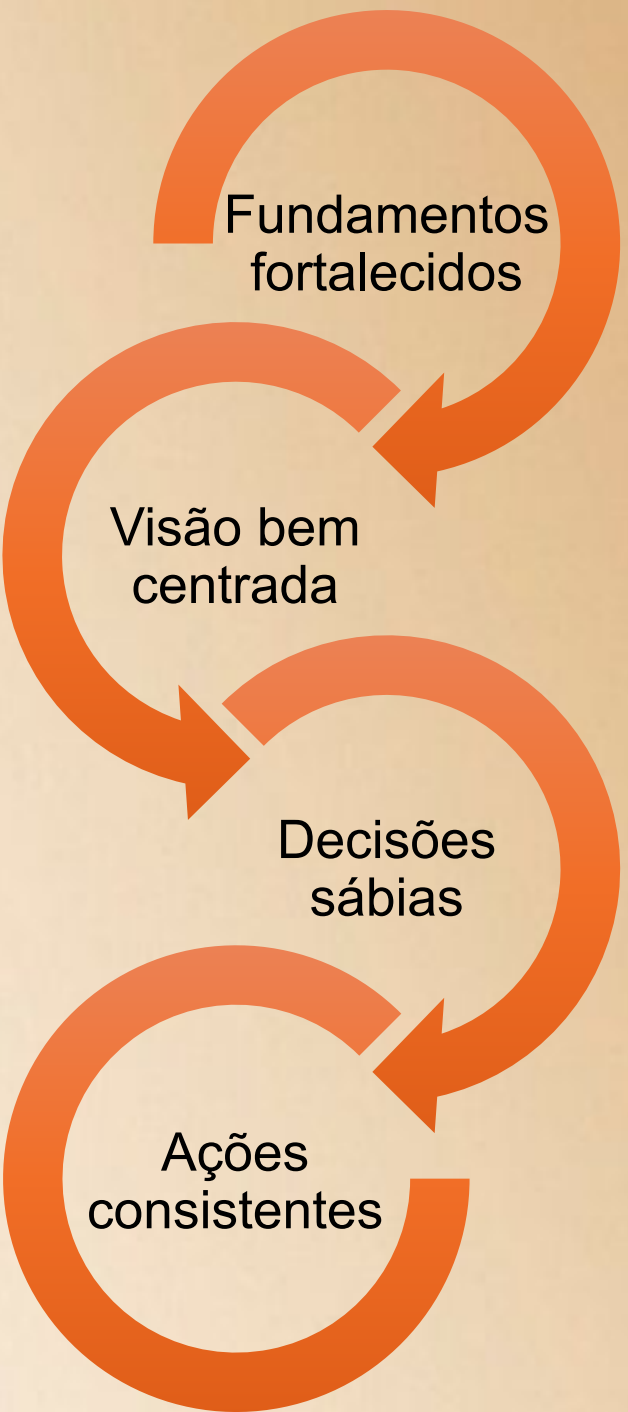 Fundamentos
fortalecidos
Visão bem
centrada
Decisões
sábias
Ações
consistentes